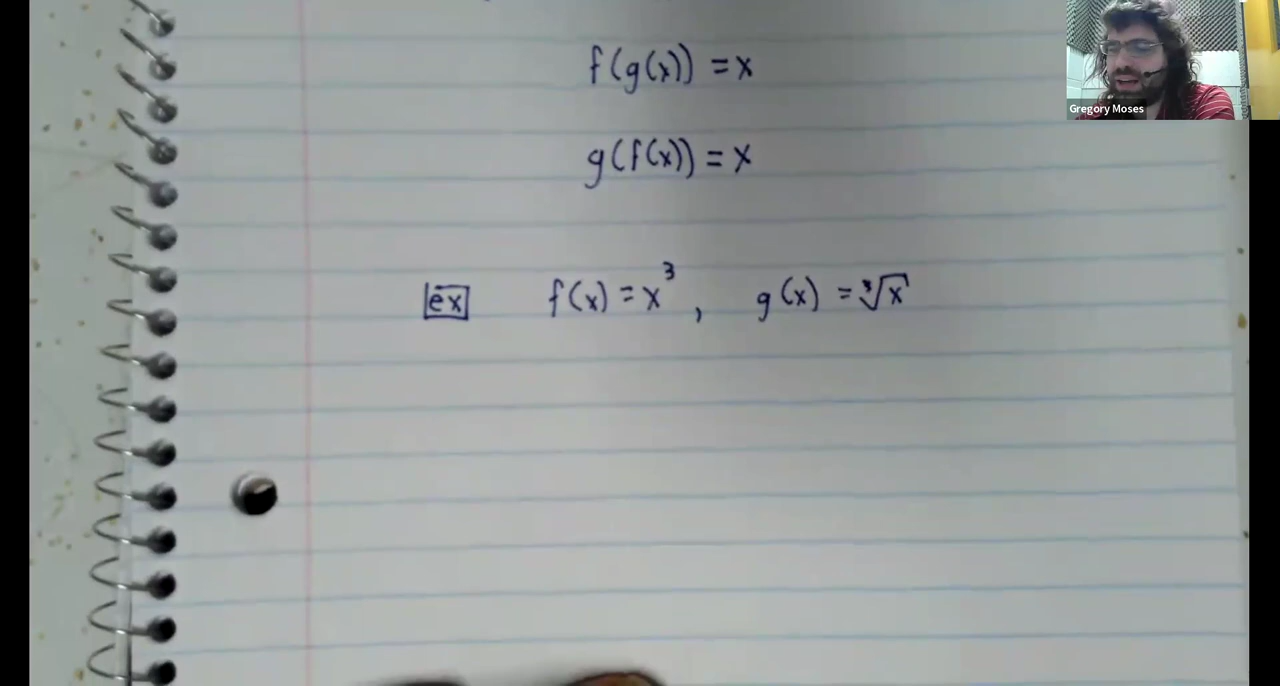 f(g(x)) = x
Gregory Moses
g(f(x)) = x
ex f(x) = x³, g(x) = ∛x